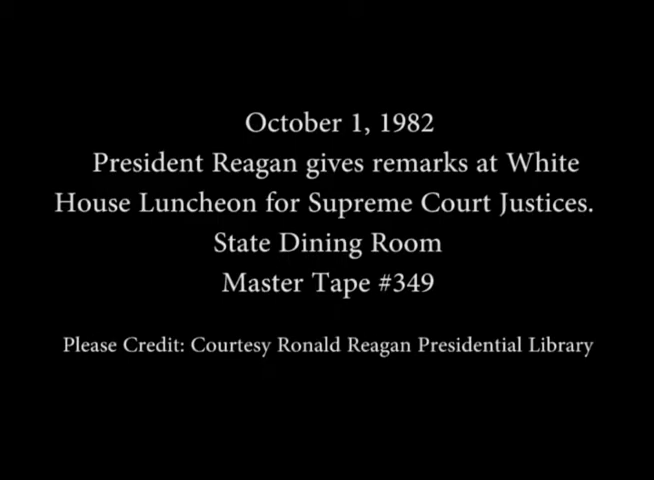 October 1, 1982
President Reagan gives remarks at White
House Luncheon for Supreme Court Justices.
State Dining Room
Master Tape #349
Please Credit: Courtesy Ronald Reagan Presidential Library